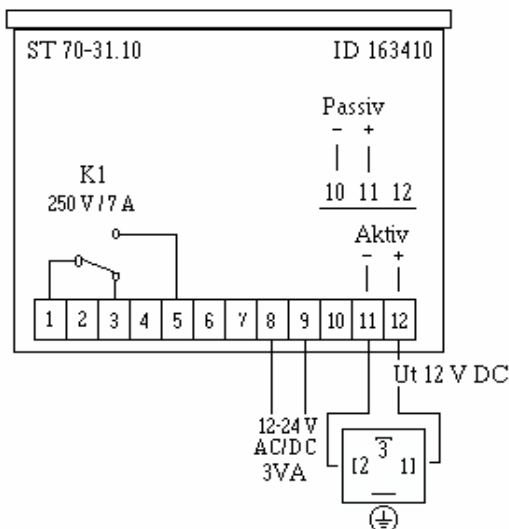 ST 70-31.10 ID 163410
Passiv
- +
10 11 12
K1
250 V / 7 A
Aktiv
- +
1 2 3 4 5 6 7 8 9 10 11 12
Ut 12 V DC
12-24 V
AC/DC
3VA
3
[2 1]